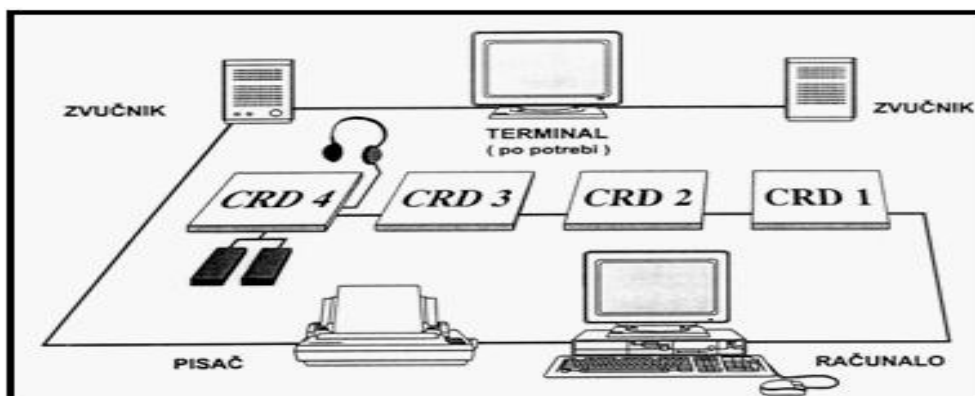 ZVUČNIK
TERMINAL
( po potrebi )
ZVUČNIK
CRD 4
CRD 3
CRD 2
CRD 1
PISAČ
RAČUNALO